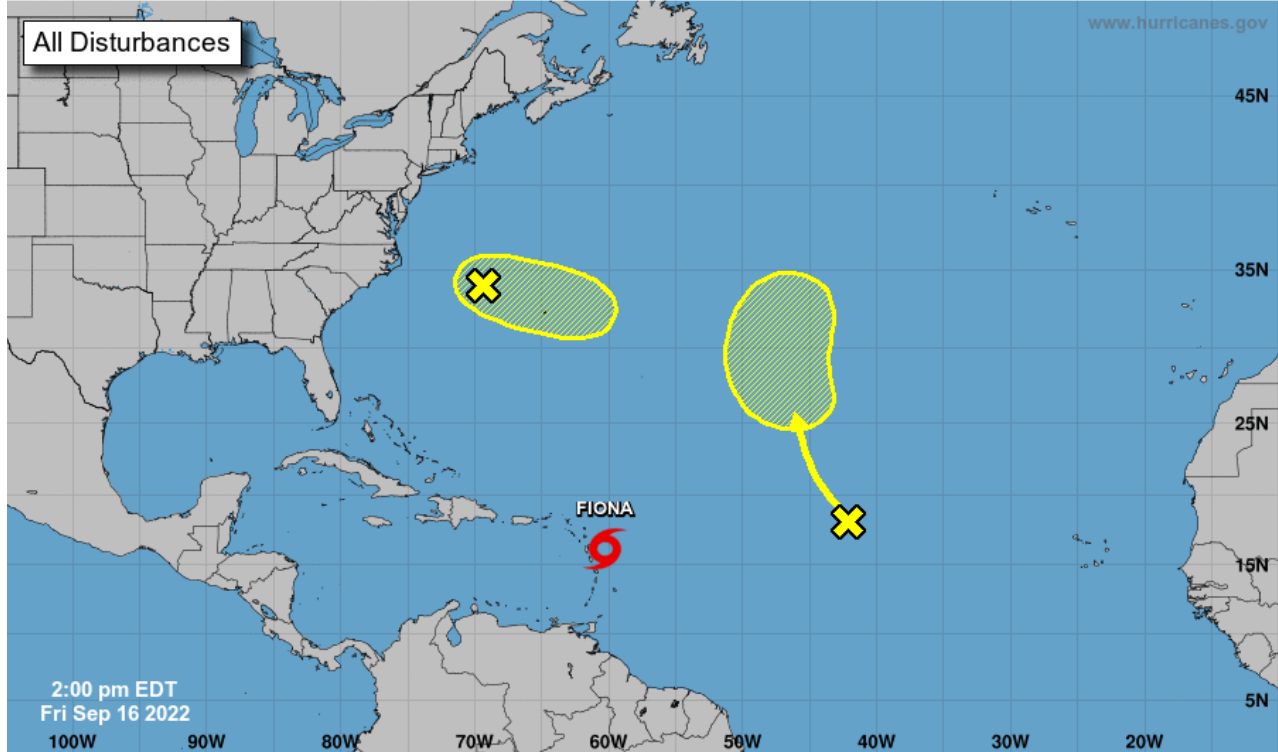 All Disturbances
www.hurricanes.gov
45N
35N
25N
FIONA
15N
2:00 pm EDT
Fri Sep 16 2022
5N
100W 90W 80W 70W 60W 50W 40W 30W 20W